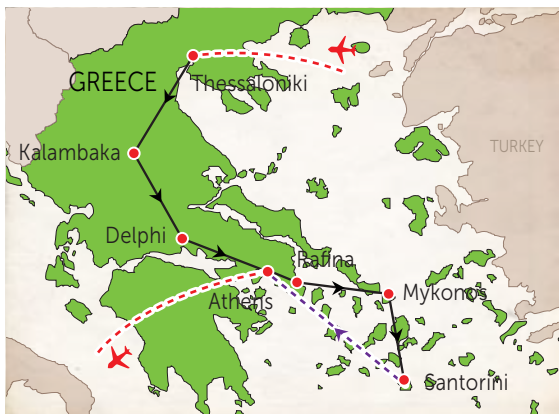 GREECE
Thessaloniki
TURKEY
Kalambaka
Delphi
Rafina
Athens
Mykonos
Santorini